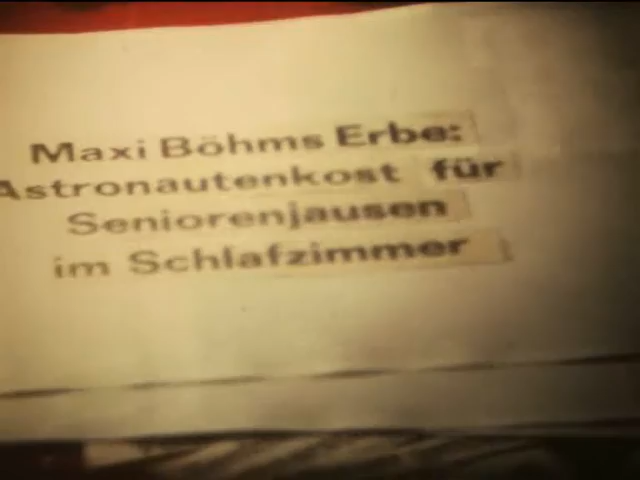 Maxi Böhms Erbe:
Astronautenkost für
Seniorenjausen
im Schlafzimmer